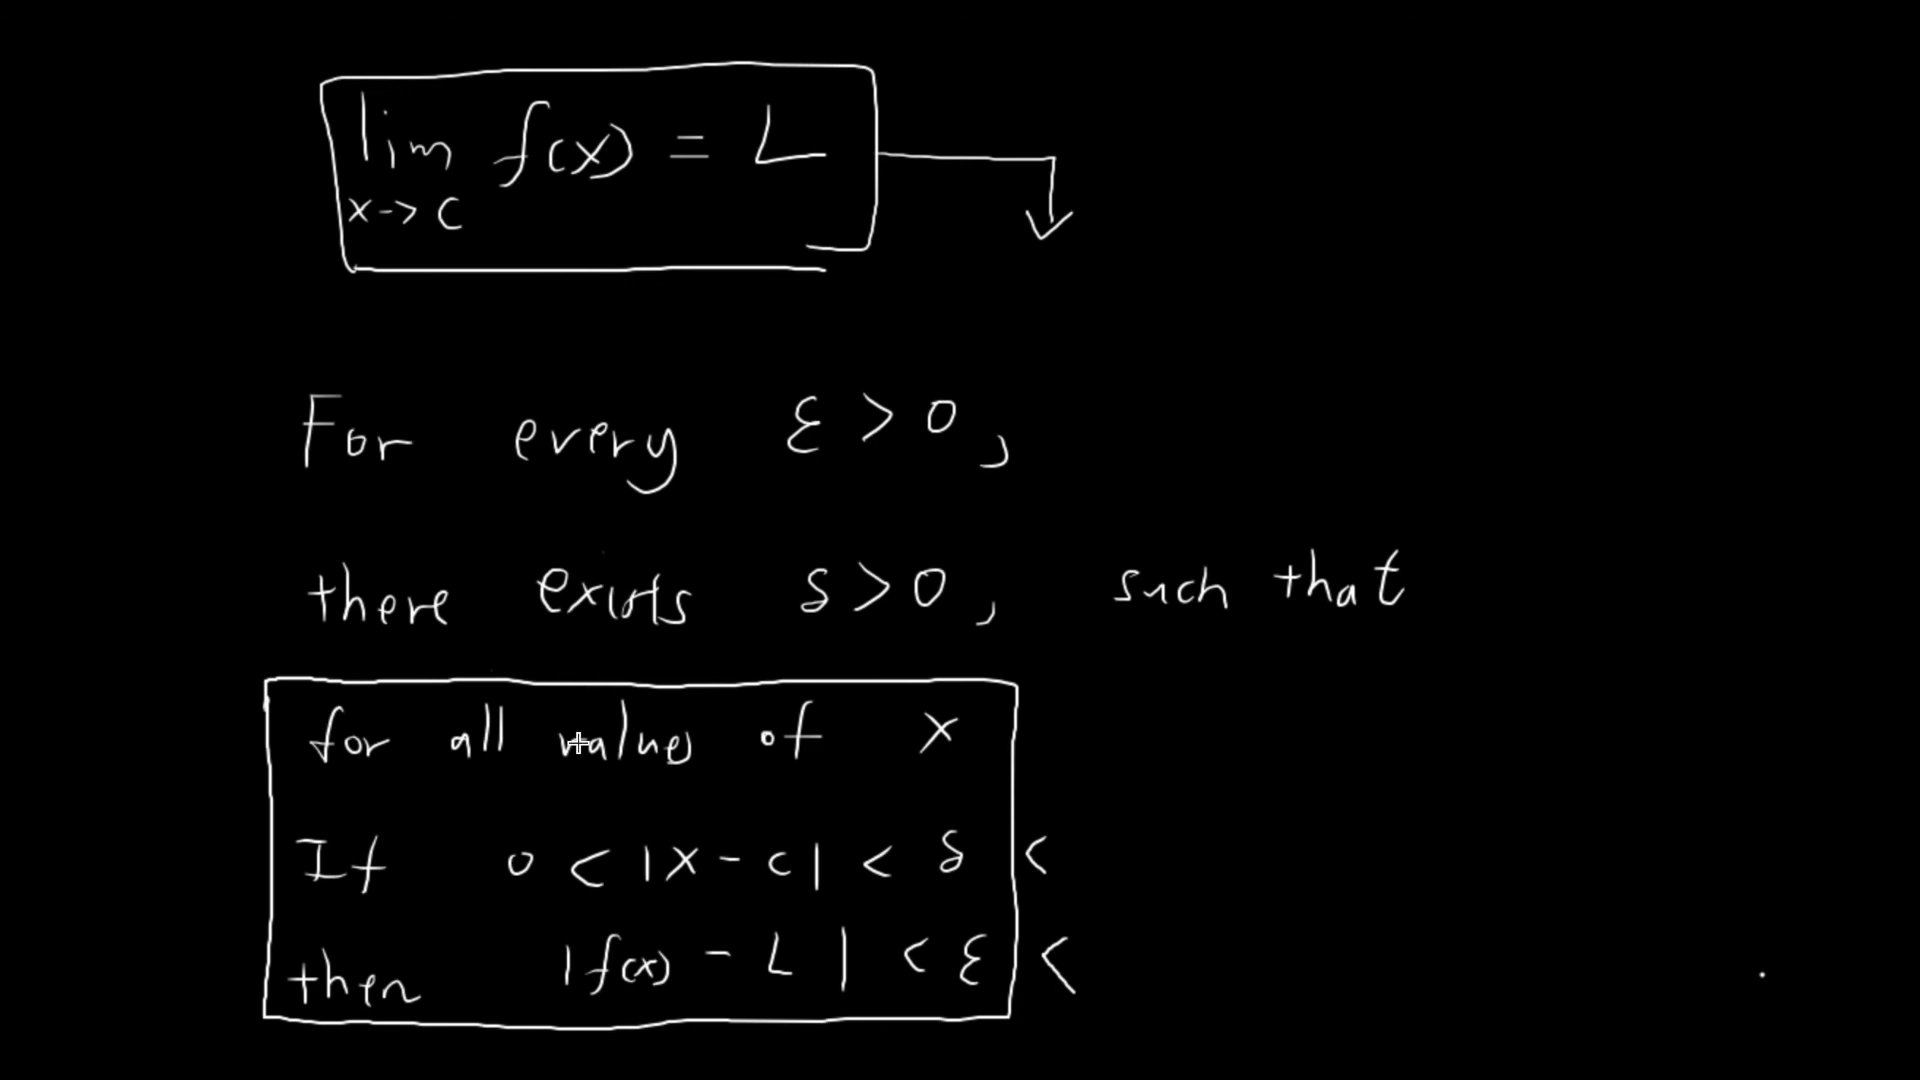 lim f(x) = L
x -> c
For every ε > 0,
there exists δ > 0, such that
for all values of x
If 0 < |x - c| < δ <
then |f(x) - L| < ε <